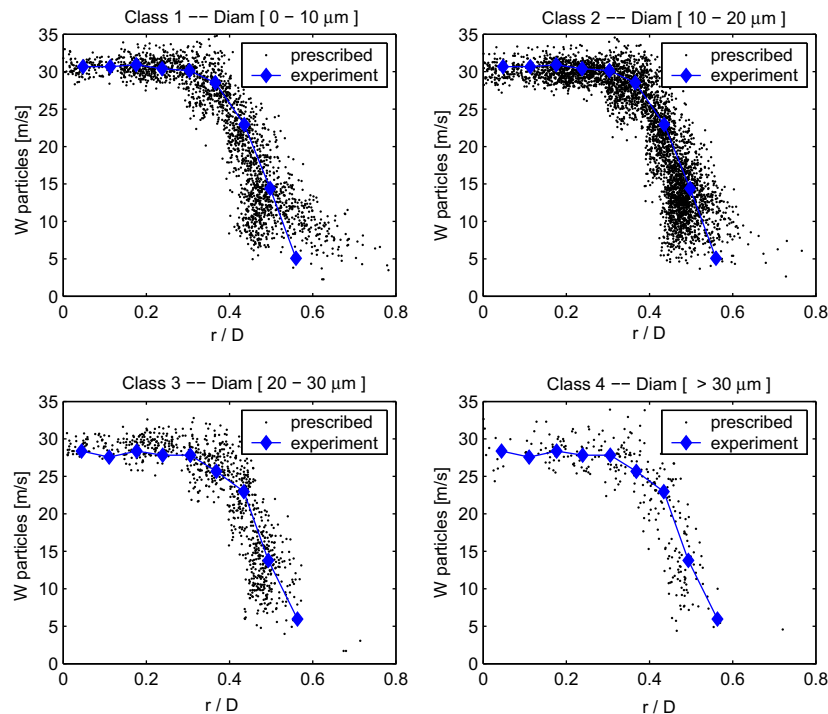 Class 1 −− Diam [ 0 − 10 μm ]
35
30
25
20
15
10
5
0
W particles [m/s]
prescribed
experiment
0 0.2 0.4 0.6 0.8
r / D
Class 2 −− Diam [ 10 − 20 μm ]
35
30
25
20
15
10
5
0
W particles [m/s]
prescribed
experiment
0 0.2 0.4 0.6 0.8
r / D
Class 3 −− Diam [ 20 − 30 μm ]
35
30
25
20
15
10
5
0
W particles [m/s]
prescribed
experiment
0 0.2 0.4 0.6 0.8
r / D
Class 4 −− Diam [ > 30 μm ]
35
30
25
20
15
10
5
0
W particles [m/s]
prescribed
experiment
0 0.2 0.4 0.6 0.8
r / D